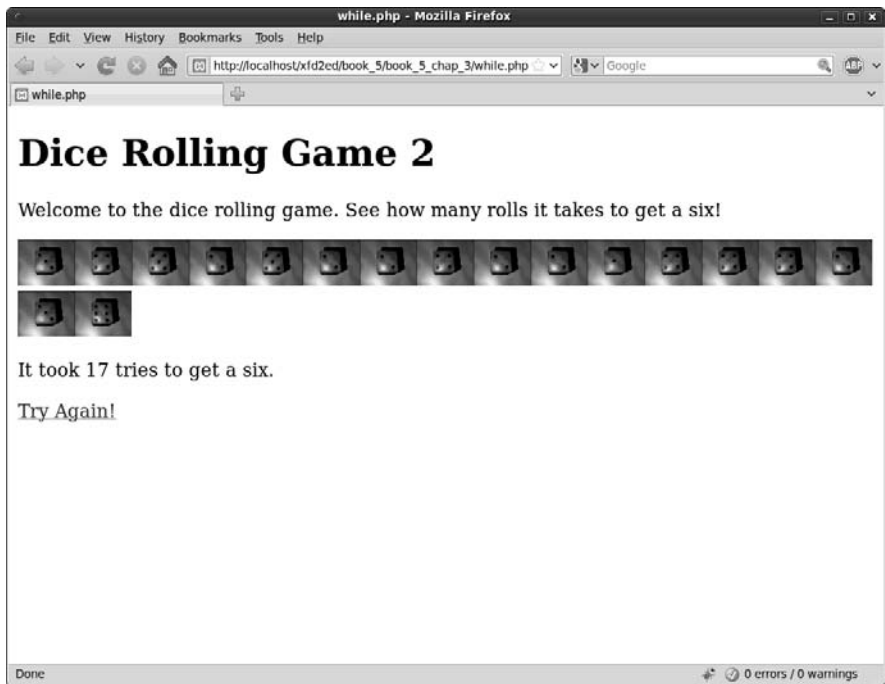 while.php - Mozilla Firefox
File Edit View History Bookmarks Tools Help
http://localhost/xfd2ed/book_5/book_5_chap_3/while.php Google ABP
while.php
Dice Rolling Game 2
Welcome to the dice rolling game. See how many rolls it takes to get a six!
It took 17 tries to get a six.
Try Again!
Done 0 errors / 0 warnings